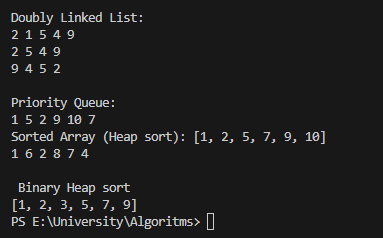 Doubly Linked List:
2 1 5 4 9
2 5 4 9
9 4 5 2
Priority Queue:
1 5 2 9 10 7
Sorted Array (Heap sort): [1, 2, 5, 7, 9, 10]
1 6 2 8 7 4
Binary Heap sort
[1, 2, 3, 5, 7, 9]
PS E:\University\Algoritms>